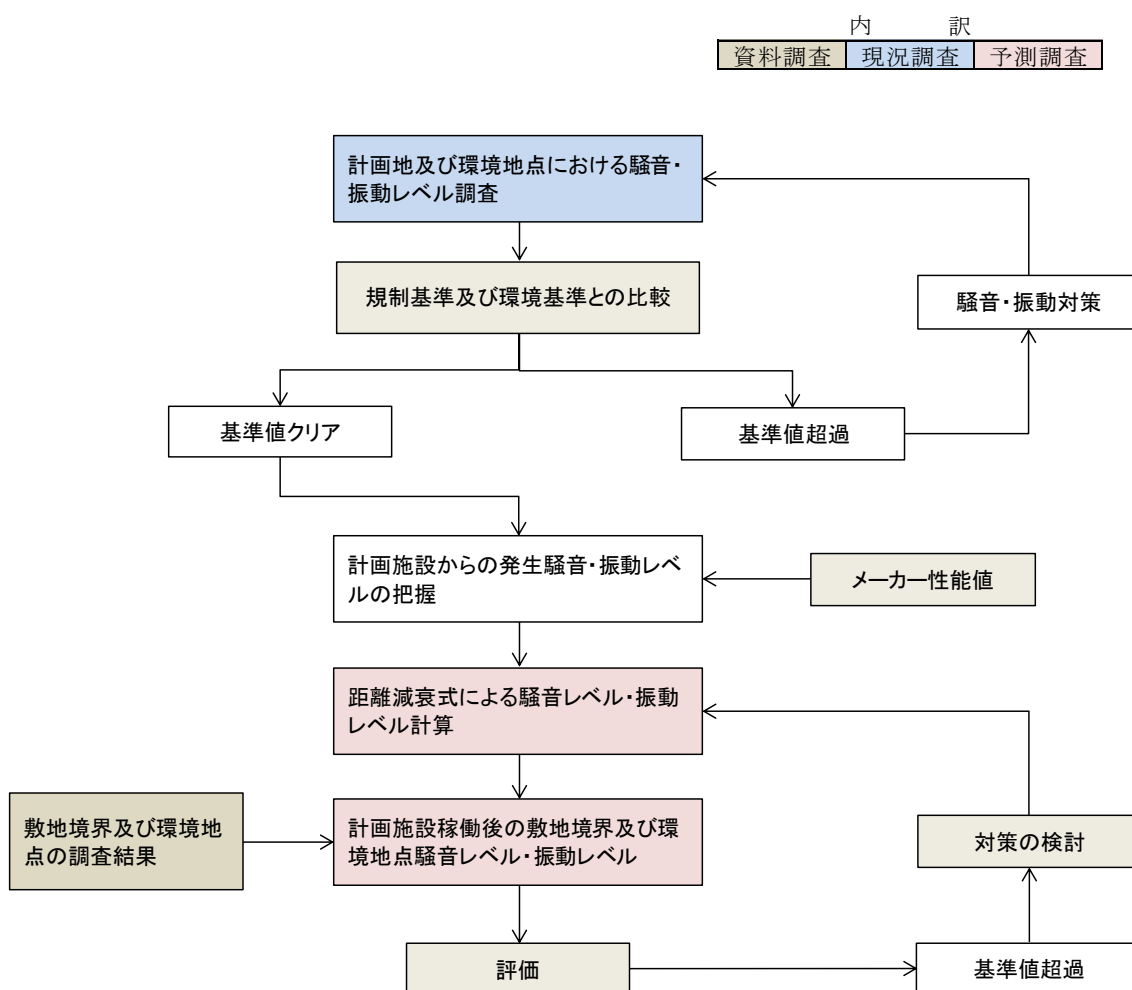 内 訳
資料調査 現況調査 予測調査
計画地及び環境地点における騒音・
振動レベル調査
規制基準及び環境基準との比較
騒音・振動対策
基準値クリア
基準値超過
計画施設からの発生騒音・振動レベ
ルの把握
メーカー性能値
距離減衰式による騒音レベル・振動
レベル計算
敷地境界及び環境地
点の調査結果
計画施設稼働後の敷地境界及び環
境地点騒音レベル・振動レベル
対策の検討
評価
基準値超過